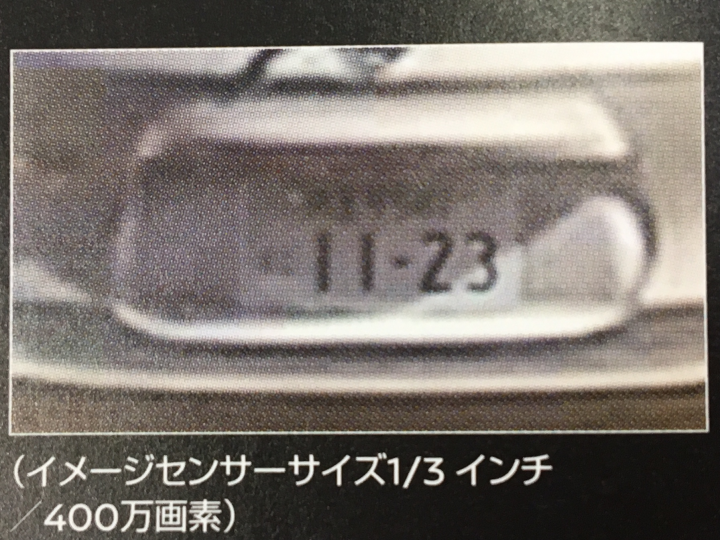 11-23
（イメージセンサーサイズ1/3 インチ
／400万画素）